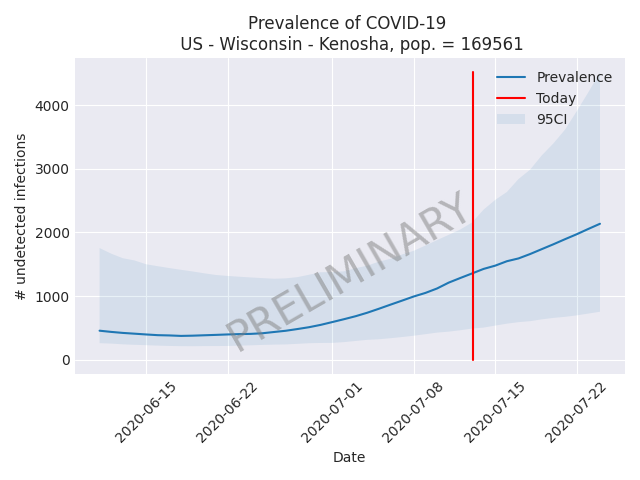 Prevalence of COVID-19
US - Wisconsin - Kenosha, pop. = 169561
Prevalence
Today
95CI
4000
3000
2000
1000
0
# undetected infections
PRELIMINARY
2020-06-15
2020-06-22
2020-07-01
2020-07-08
2020-07-15
2020-07-22
Date